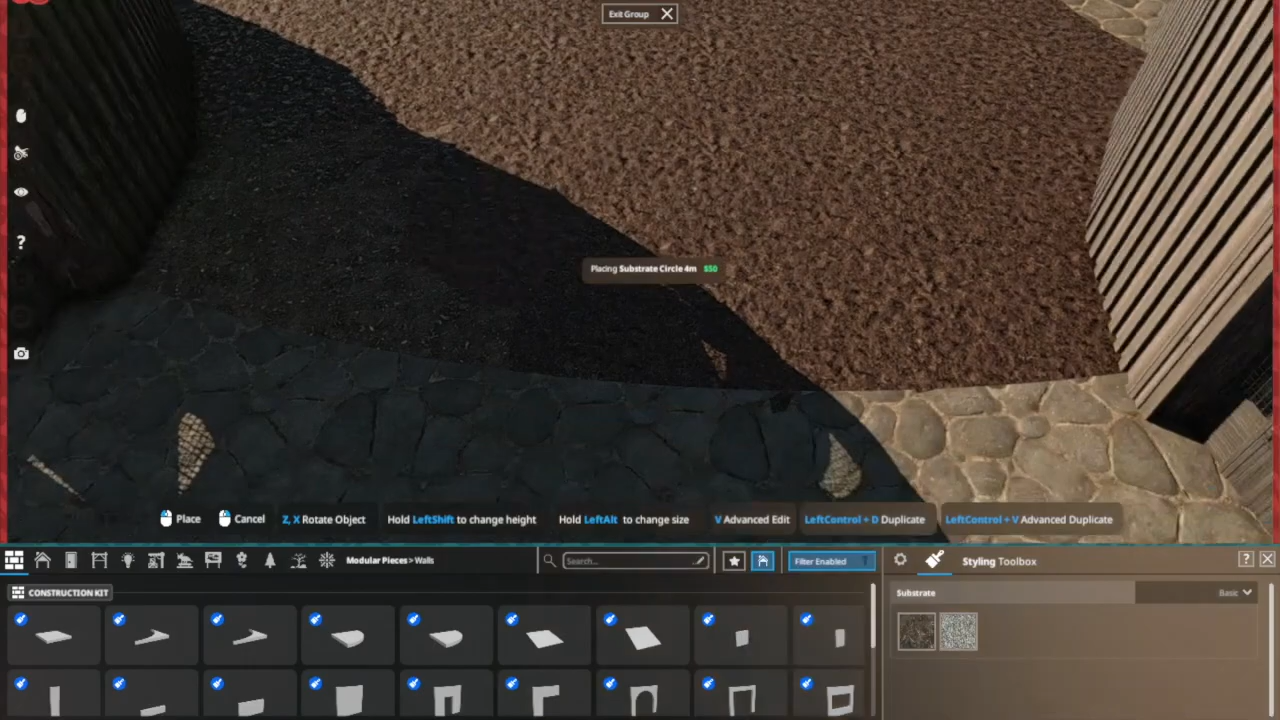 Exit Group
?
Placing Substrate Circle 4m $50
Place Cancel Z, X Rotate Object Hold LeftShift to change height Hold LeftAlt to change size V Advanced Edit LeftControl + D Duplicate LeftControl + V Advanced Duplicate
Modular Pieces > Walls Search... Filter Enabled Styling Toolbox ?
CONSTRUCTION KIT Substrate Basic